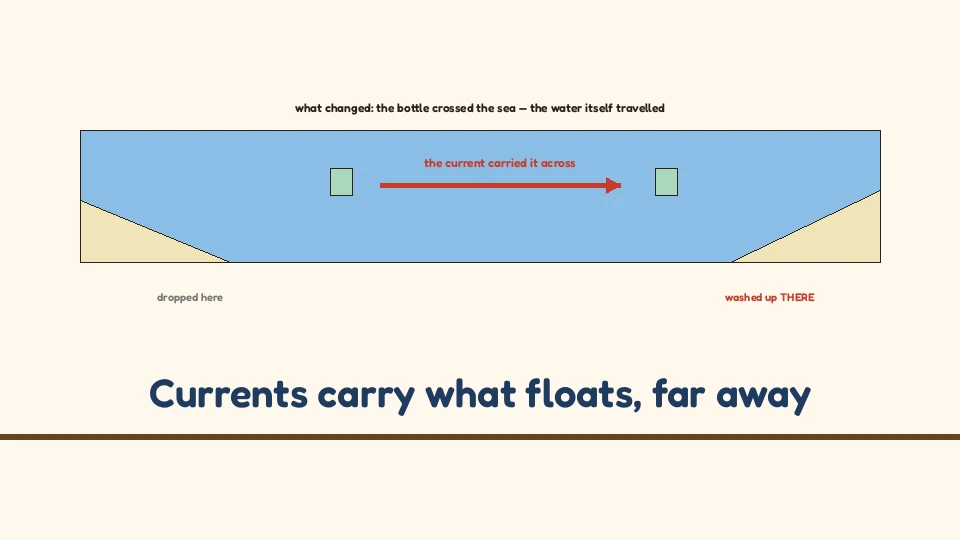 what changed: the bottle crossed the sea — the water itself travelled
the current carried it across
dropped here
washed up THERE
Currents carry what floats, far away